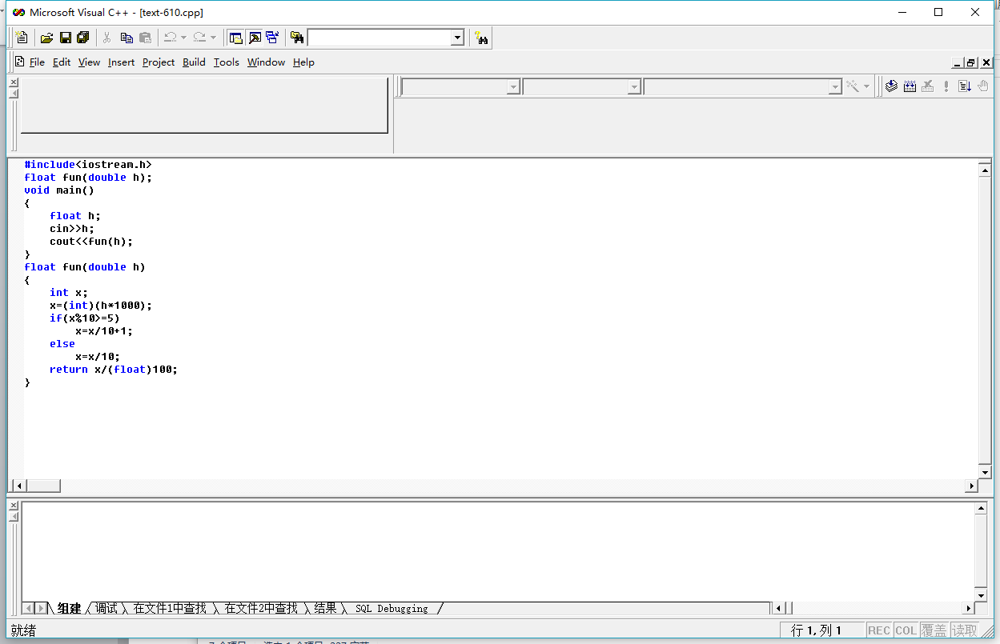 Microsoft Visual C++ - [text-610.cpp]
File Edit View Insert Project Build Tools Window Help
#include<iostream.h>
float fun(double h);
void main()
{
    float h;
    cin>>h;
    cout<<fun(h);
}
float fun(double h)
{
    int x;
    x=(int)(h*1000);
    if(x%10>=5)
        x=x/10+1;
    else
        x=x/10;
    return x/(float)100;
}
组建 调试 在文件1中查找 在文件2中查找 结果 SQL Debugging
就绪 行 1, 列 1 REC COL 覆盖 读取